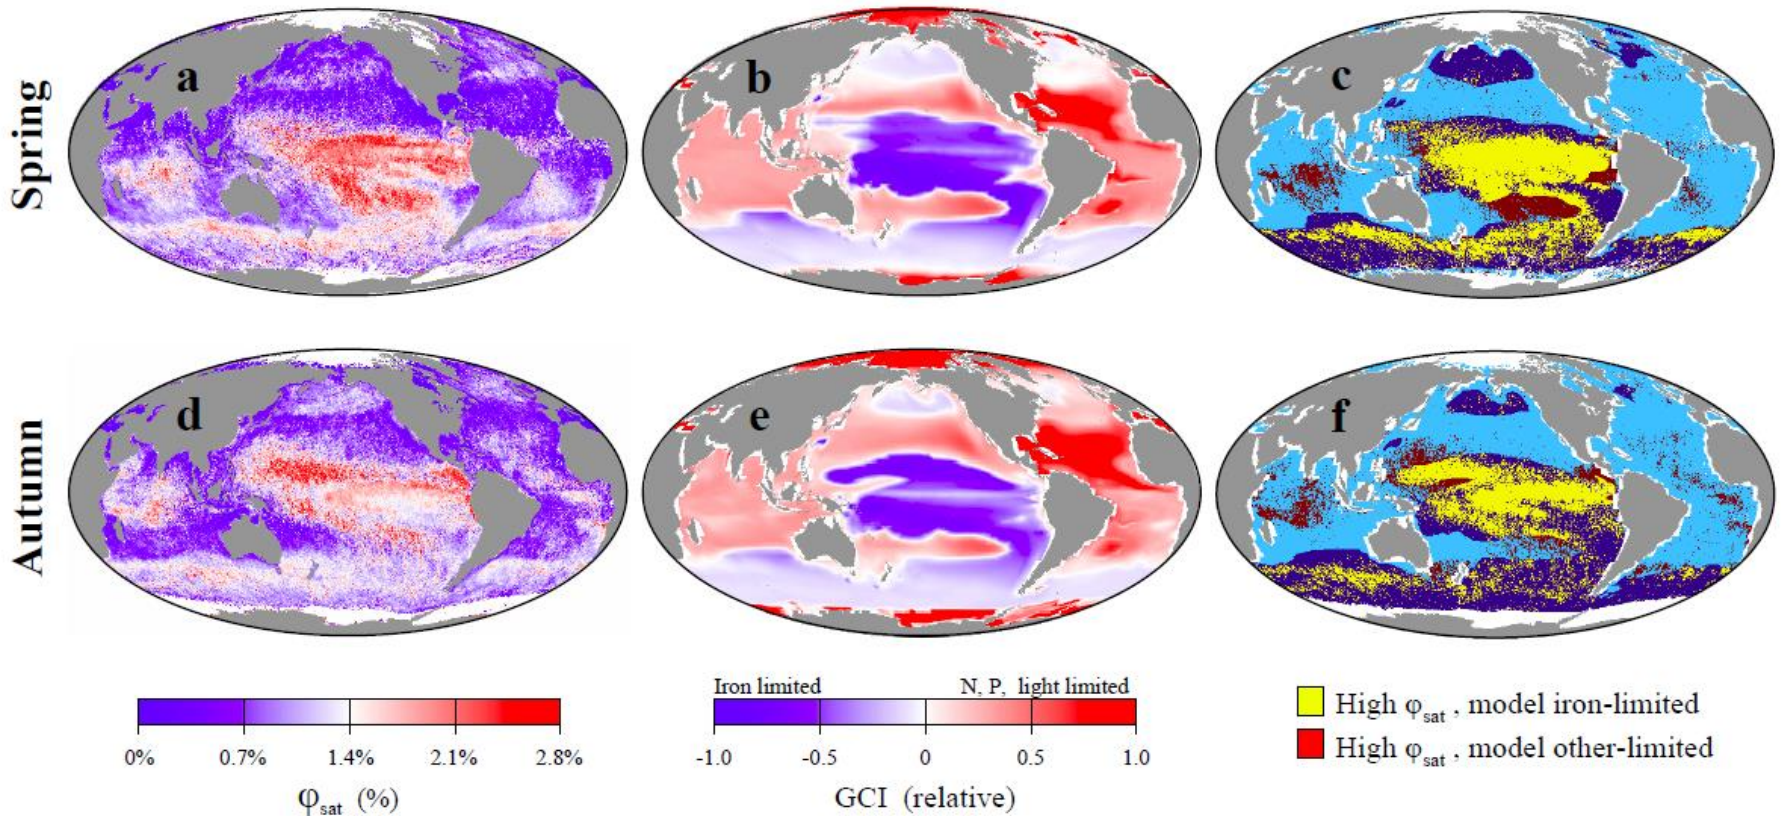 Spring
a
b
c
Autumn
d
e
f
Iron limited
N, P, light limited
0%
0.7%
1.4%
2.1%
2.8%
φsat (%)
-1.0
-0.5
0
0.5
1.0
GCI (relative)
High φsat , model iron-limited
High φsat , model other-limited